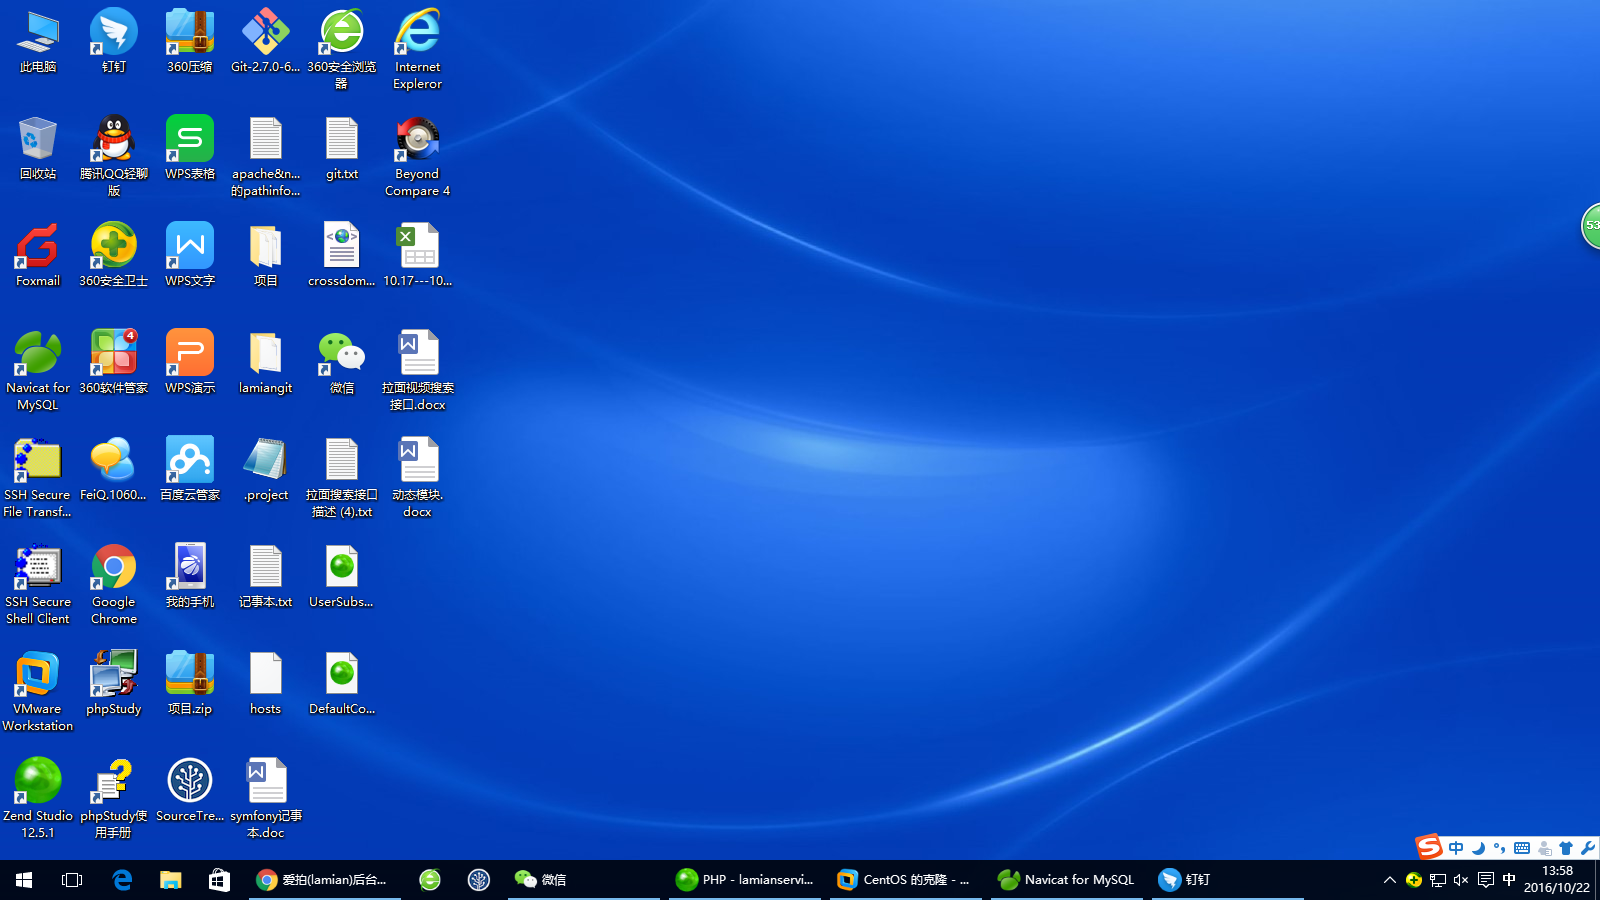 此电脑
钉钉
360压缩
Git-2.7.0-6...
360安全浏览
器
Internet
Expleror
回收站
腾讯QQ轻聊
版
WPS表格
apache&n...
的pathinfo...
git.txt
Beyond
Compare 4
Foxmail
360安全卫士
WPS文字
项目
crossdom...
10.17---10...
53
Navicat for
MySQL
4
360软件管家
WPS演示
lamiangit
微信
拉面视频搜索
接口.docx
SSH Secure
File Transf...
FeiQ.1060...
百度云管家
.project
拉面搜索接口
描述 (4).txt
动态模块.
docx
SSH Secure
Shell Client
Google
Chrome
我的手机
记事本.txt
UserSubs...
VMware
Workstation
phpStudy
项目.zip
hosts
DefaultCo...
Zend Studio
12.5.1
phpStudy使
用手册
SourceTre...
symfony记事
本.doc
中
爱拍(lamian)后台...
微信
PHP - lamianservi...
CentOS 的克隆 - ...
Navicat for MySQL
钉钉
中
13:58
2016/10/22